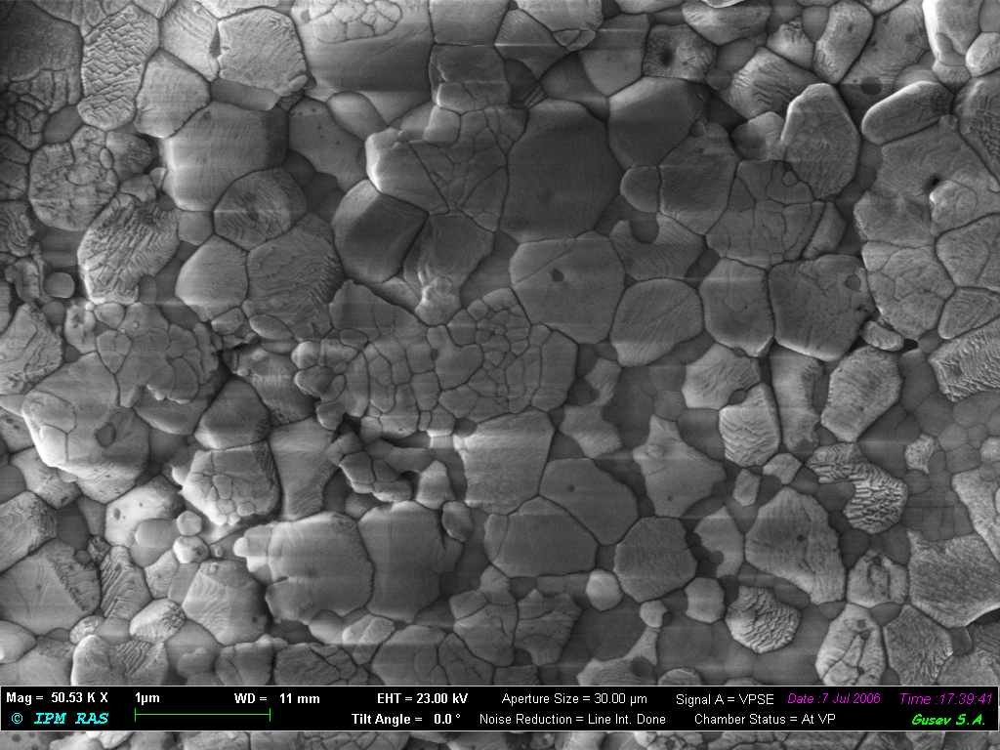 Mag = 50.53 K X 1µm WD = 11 mm EHT = 23.00 kV Aperture Size = 30.00 µm Signal A = VPSE Date :7 Jul 2006 Time :17:39:41
© IPM RAS Tilt Angle = 0.0 ° Noise Reduction = Line Int. Done Chamber Status = At VP Gusev S.A.